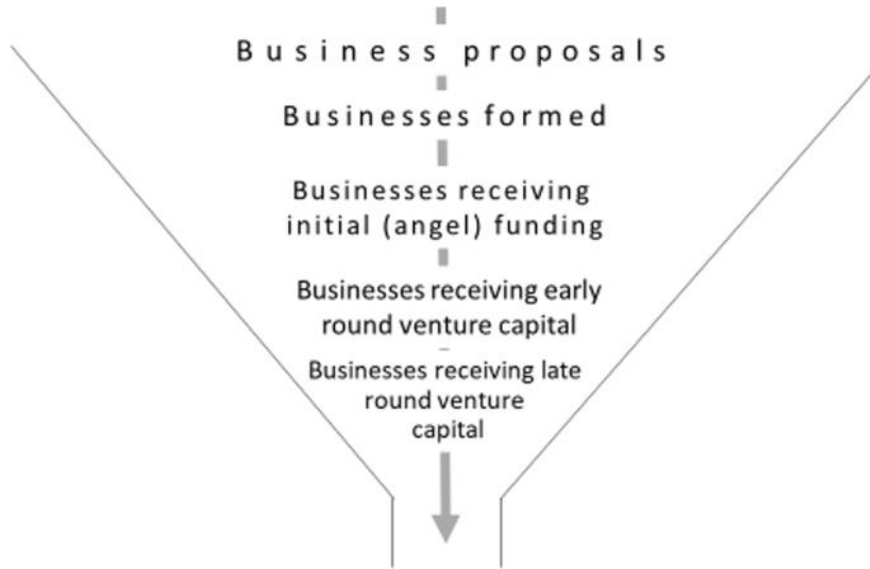 Business proposals
Businesses formed
Businesses receiving
initial (angel) funding
Businesses receiving early
round venture capital
Businesses receiving late
round venture
capital